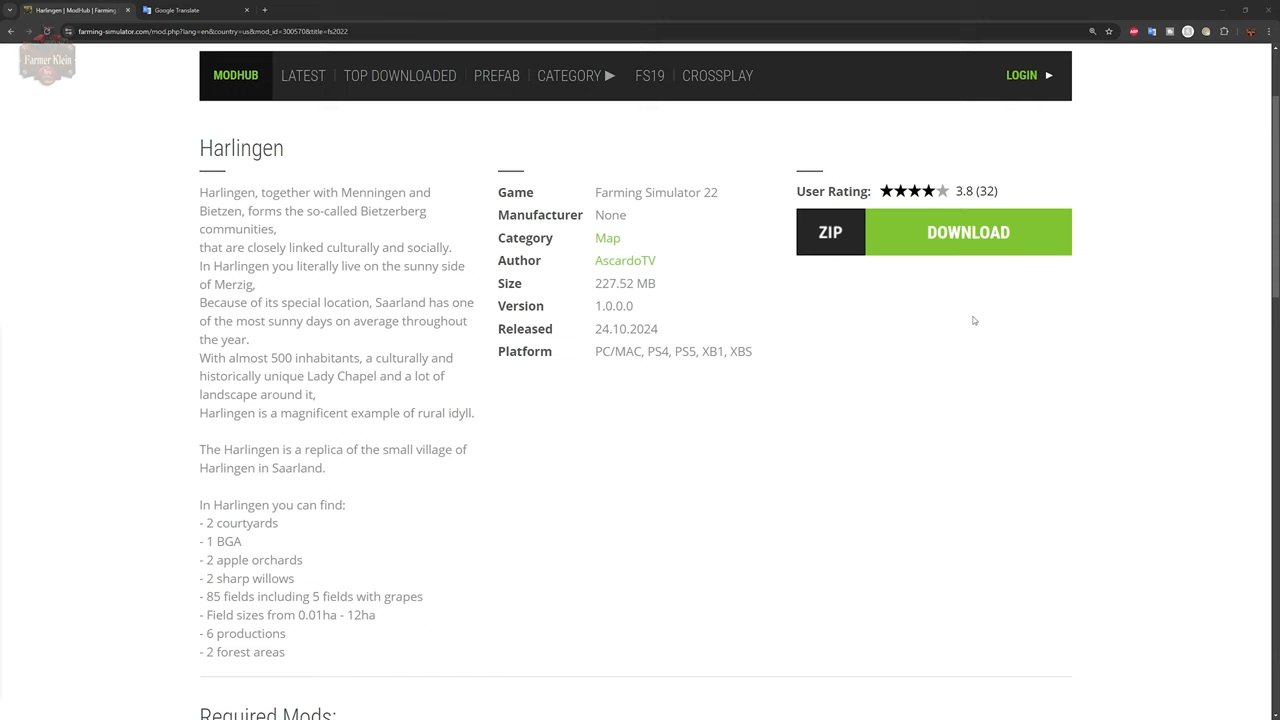 Harlingen | ModHub | Farming
Google Translate
farming-simulator.com/mod.php?lang=en&country=us&mod_id=300570&title=fs2022
Farmer Klein
MODHUB
LATEST
TOP DOWNLOADED
PREFAB
CATEGORY ▶
FS19
CROSSPLAY
LOGIN ▶
Harlingen
Harlingen, together with Menningen and
Bietzen, forms the so-called Bietzerberg
communities,
that are closely linked culturally and socially.
In Harlingen you literally live on the sunny side
of Merzig,
Because of its special location, Saarland has one
of the most sunny days on average throughout
the year.
With almost 500 inhabitants, a culturally and
historically unique Lady Chapel and a lot of
landscape around it,
Harlingen is a magnificent example of rural idyll.
The Harlingen is a replica of the small village of
Harlingen in Saarland.
In Harlingen you can find:
- 2 courtyards
- 1 BGA
- 2 apple orchards
- 2 sharp willows
- 85 fields including 5 fields with grapes
- Field sizes from 0.01ha - 12ha
- 6 productions
- 2 forest areas
Game Farming Simulator 22
Manufacturer None
Category Map
Author AscardoTV
Size 227.52 MB
Version 1.0.0.0
Released 24.10.2024
Platform PC/MAC, PS4, PS5, XB1, XBS
User Rating: 3.8 (32)
ZIP DOWNLOAD
Required Mods: